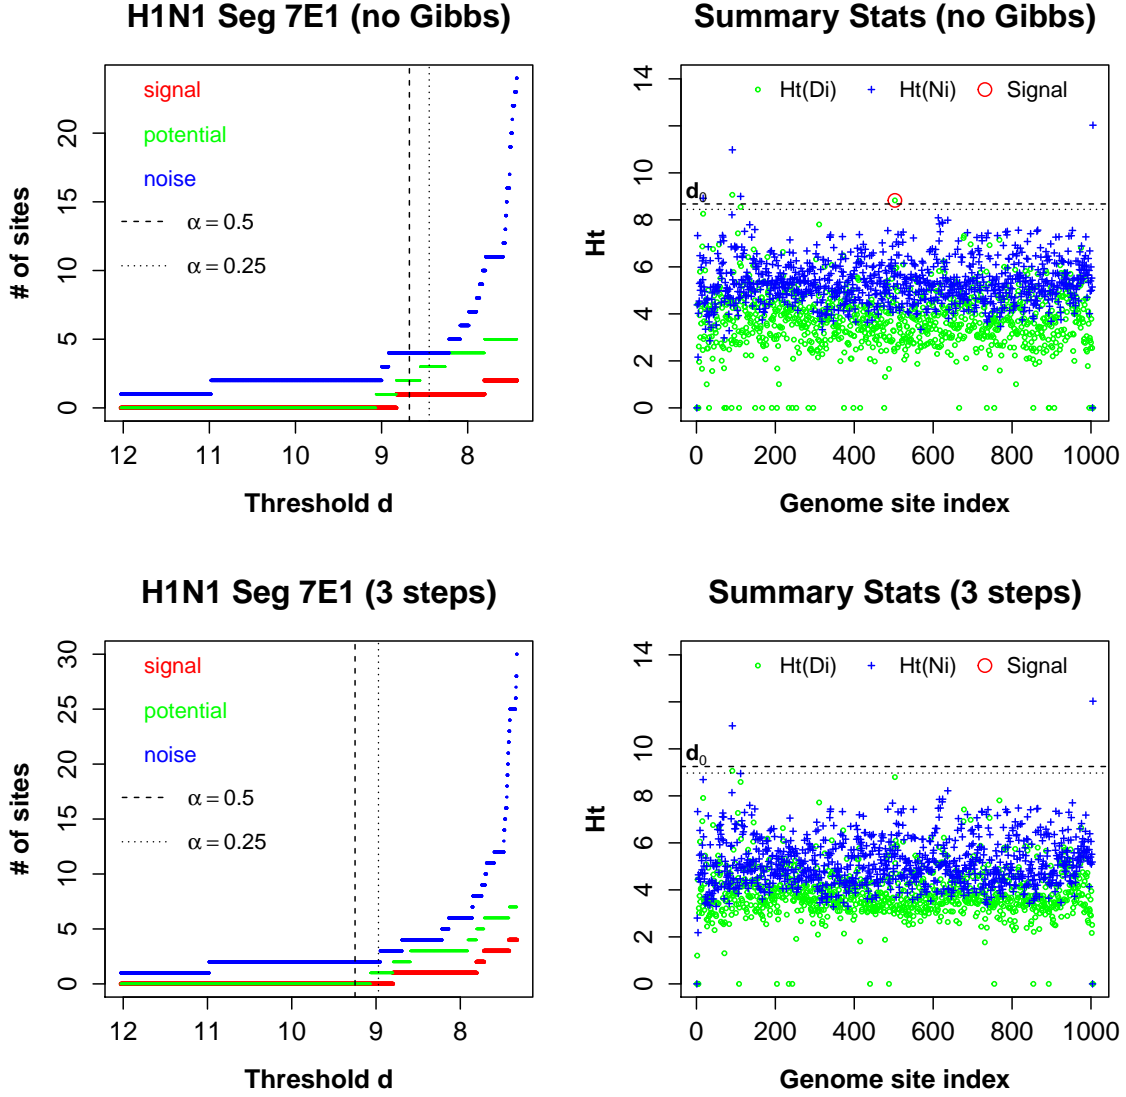 H1N1 Seg 7E1 (no Gibbs)
# of sites
20
15
10
5
0
signal
potential
noise
α = 0.5
α = 0.25
12 11 10 9 8
Threshold d
Summary Stats (no Gibbs)
Ht
14
12
10
8
6
4
2
0
Ht(Di) Ht(Ni) Signal
d0
0 200 400 600 800 1000
Genome site index
H1N1 Seg 7E1 (3 steps)
# of sites
30
25
20
15
10
5
0
signal
potential
noise
α = 0.5
α = 0.25
12 11 10 9 8
Threshold d
Summary Stats (3 steps)
Ht
14
10
8
6
4
2
0
Ht(Di) Ht(Ni) Signal
d0
0 200 400 600 800 1000
Genome site index